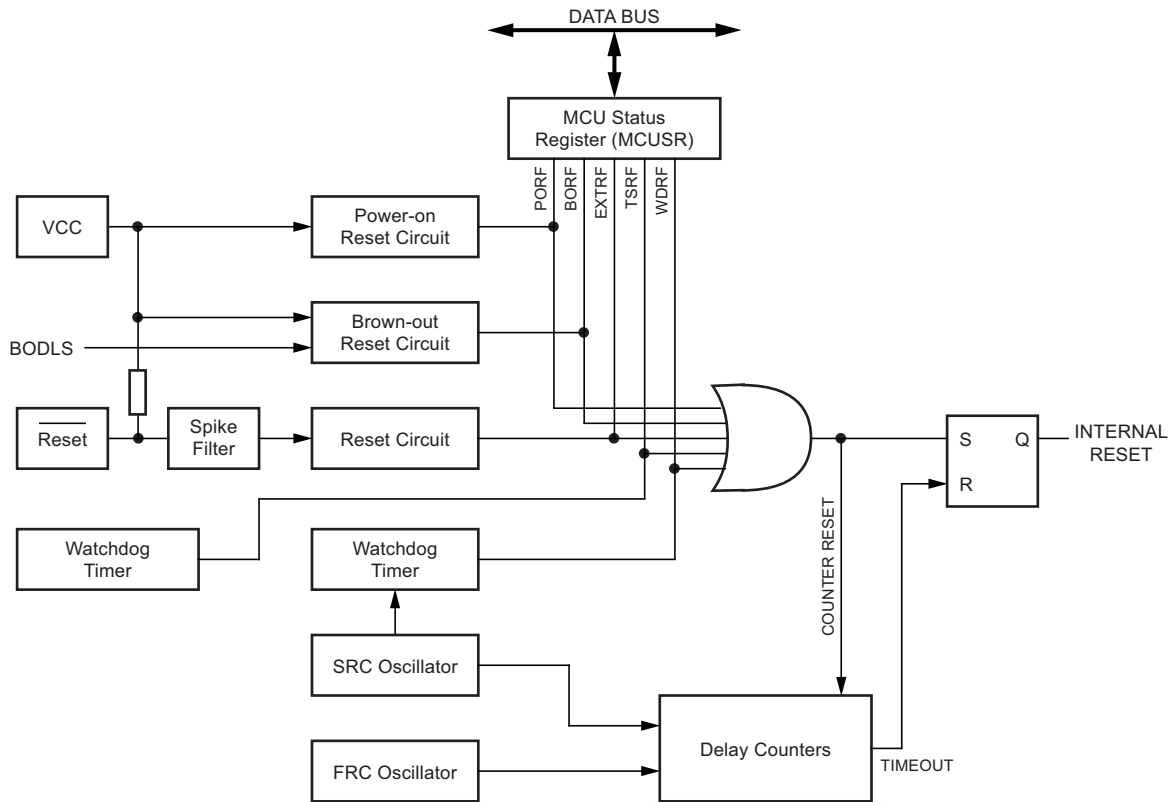 DATA BUS
MCU Status
Register (MCUSR)
PORF
BORF
EXTRF
TSRF
WDRF
VCC
Power-on
Reset Circuit
Brown-out
Reset Circuit
BODLS
Reset
Spike
Filter
Reset Circuit
S
Q
R
INTERNAL
RESET
Watchdog
Timer
Watchdog
Timer
COUNTER RESET
SRC Oscillator
Delay Counters
FRC Oscillator
TIMEOUT